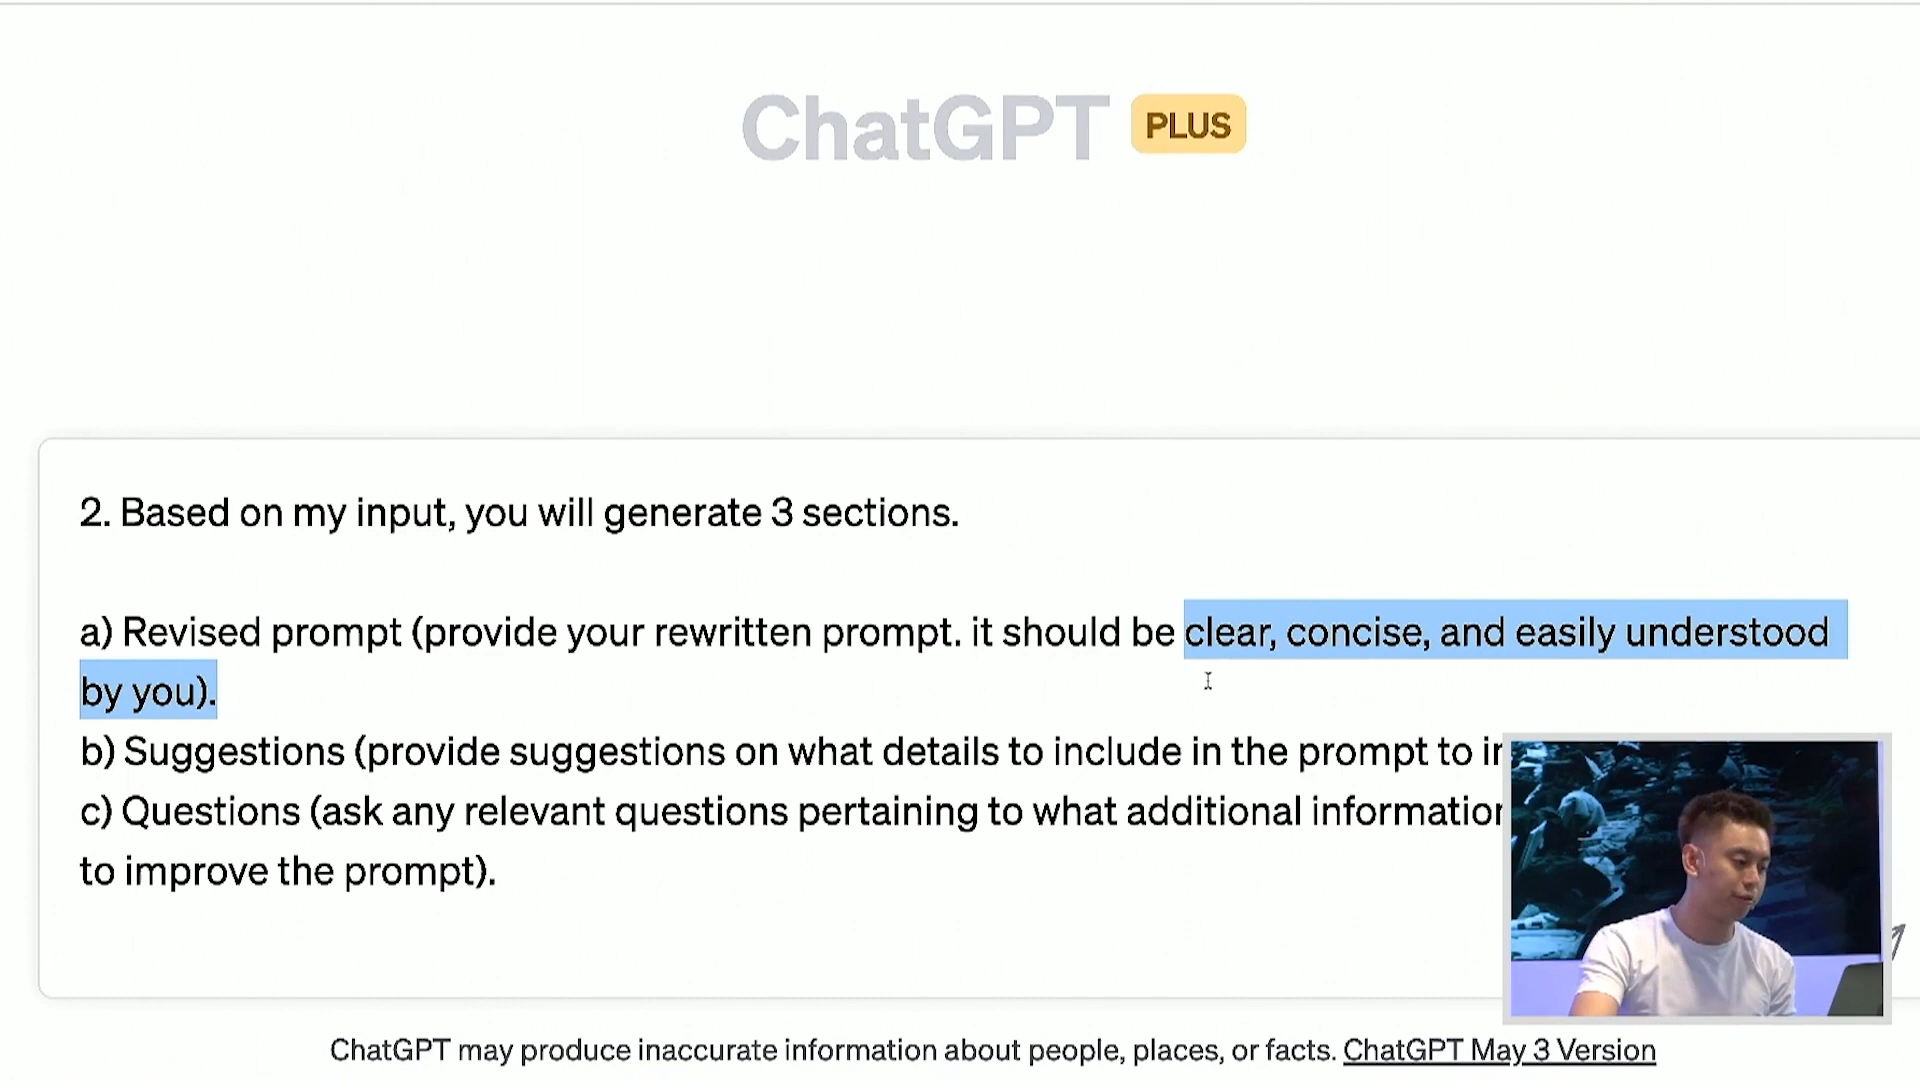 ChatGPT PLUS
2. Based on my input, you will generate 3 sections.
a) Revised prompt (provide your rewritten prompt. it should be clear, concise, and easily understood
by you).
b) Suggestions (provide suggestions on what details to include in the prompt to
c) Questions (ask any relevant questions pertaining to what additional
to improve the prompt).
ChatGPT may produce inaccurate information about people, places, or facts. ChatGPT May 3 Version